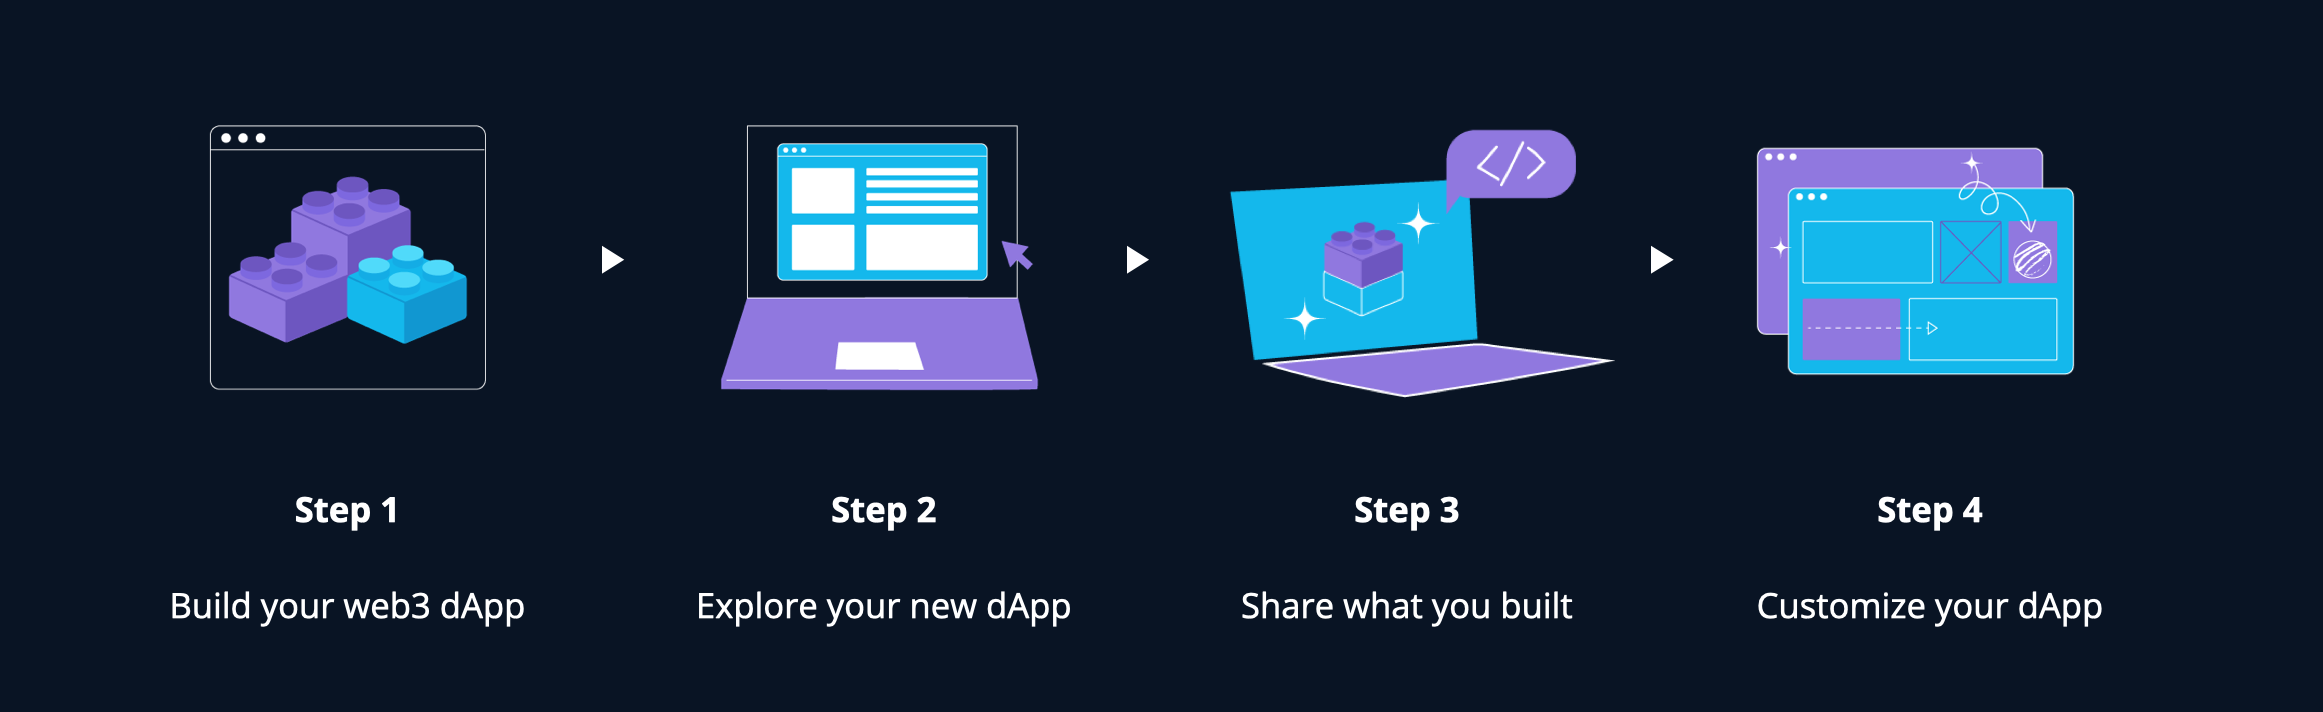 </>
Step 1
Step 2
Step 3
Step 4
Build your web3 dApp
Explore your new dApp
Share what you built
Customize your dApp